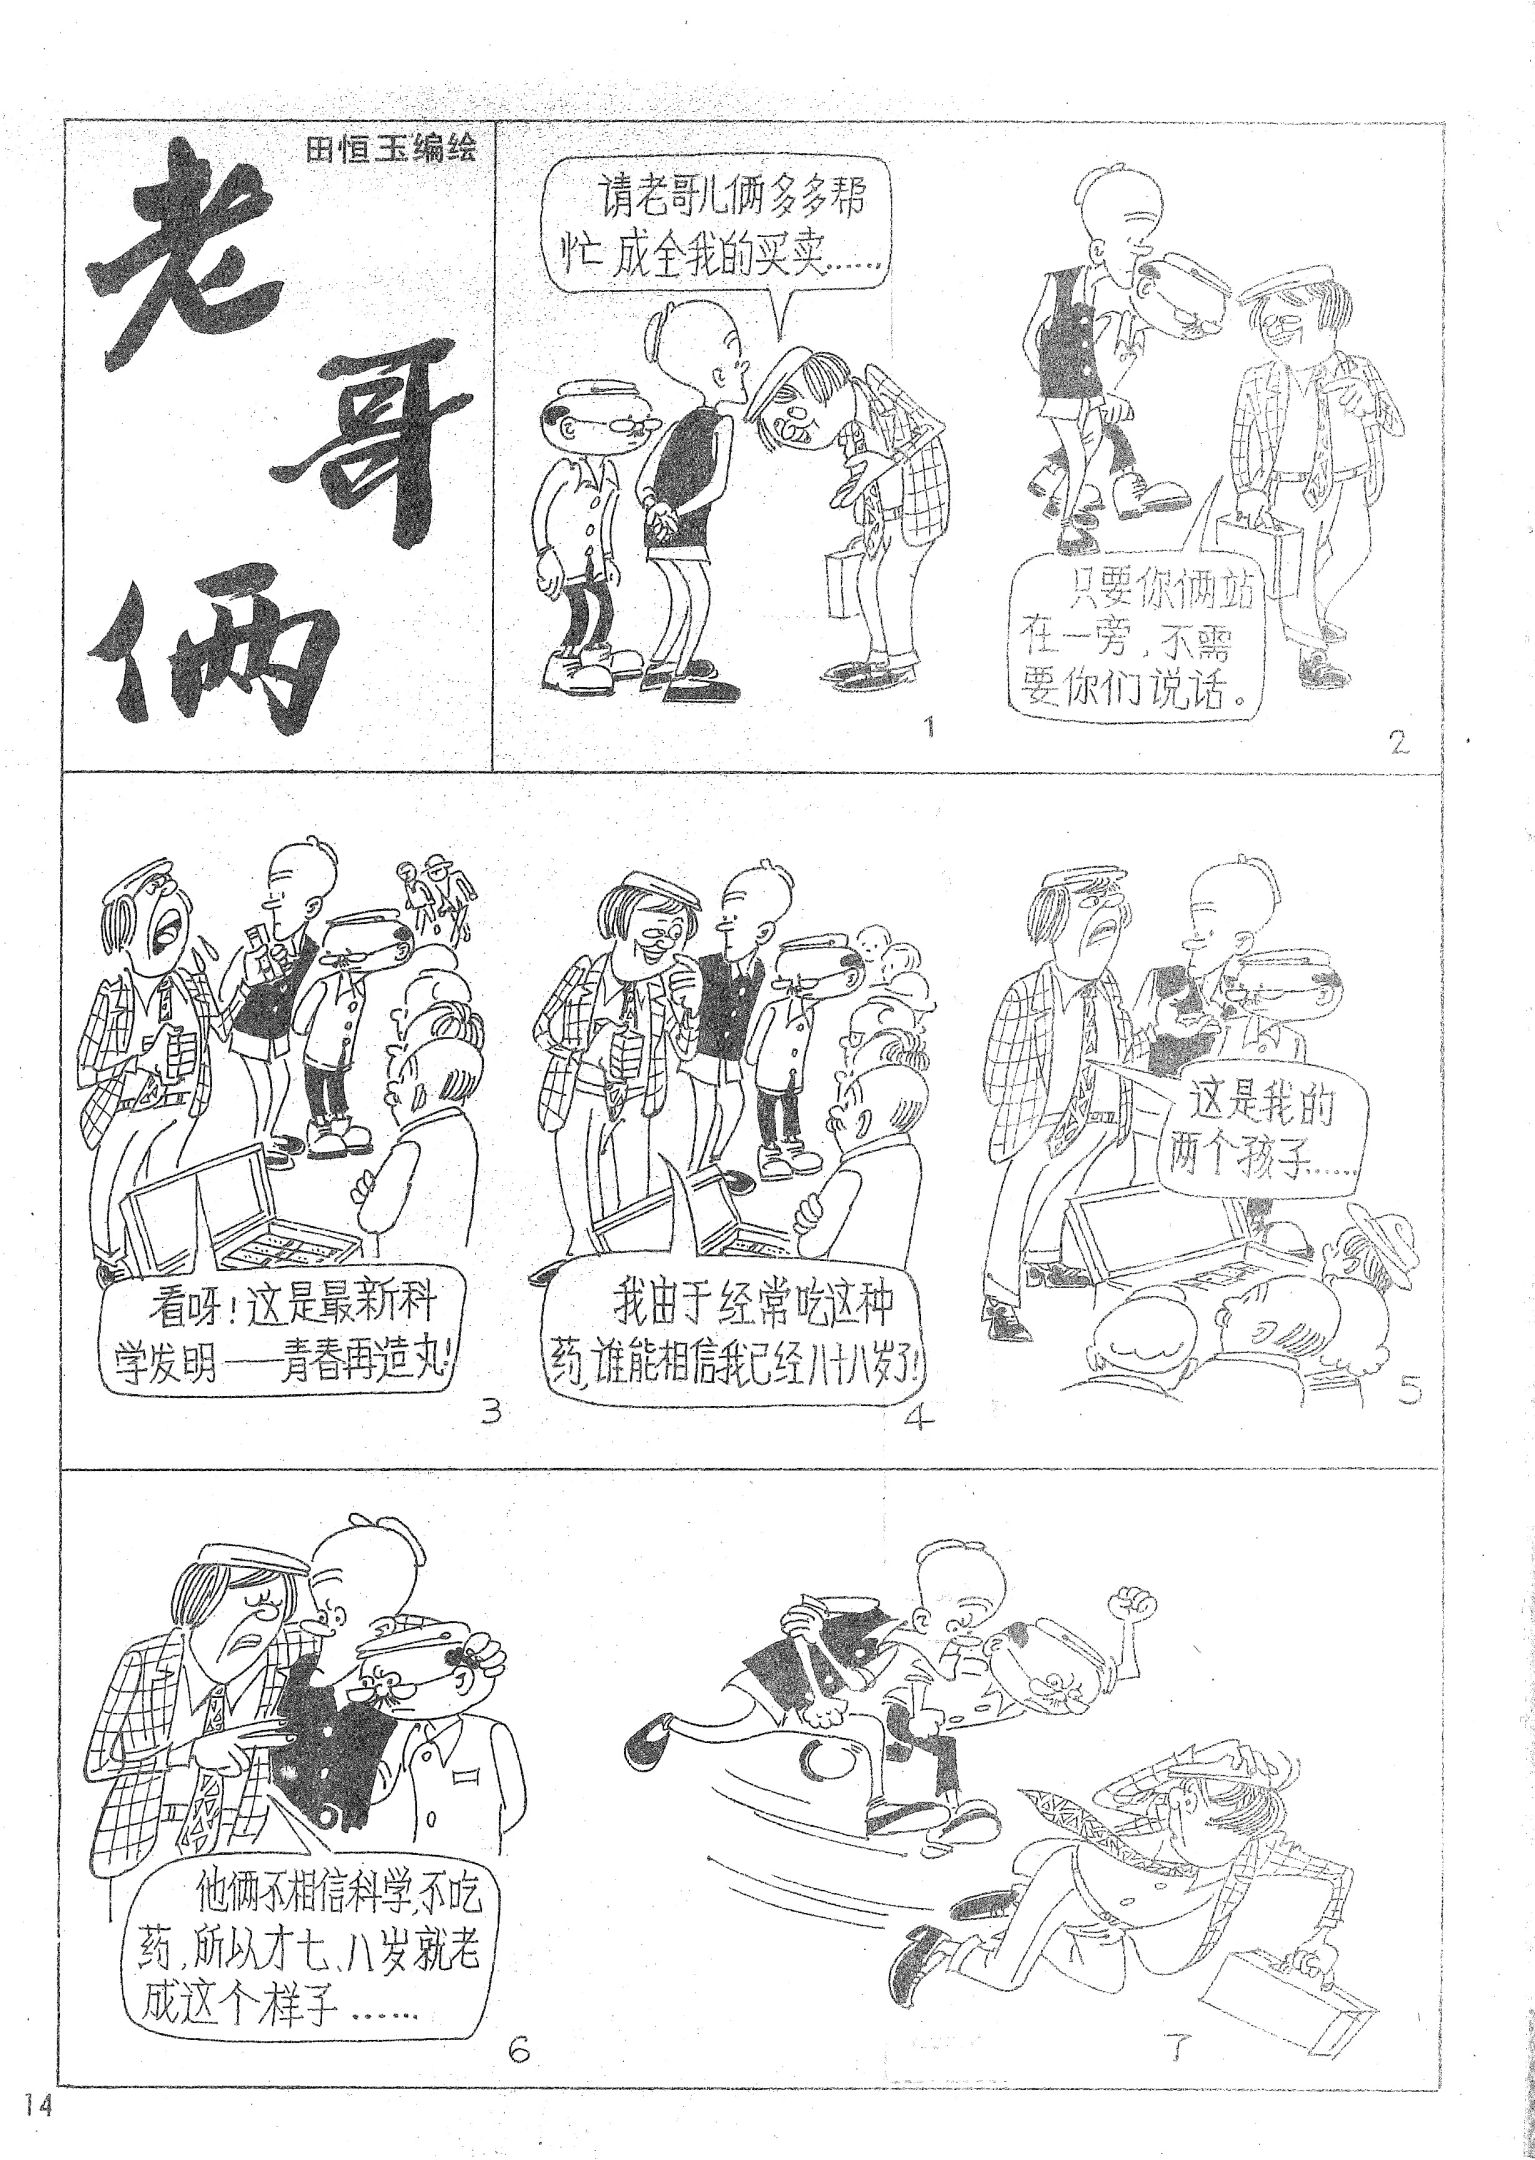 田恒玉编绘
老
哥
俩
请老哥儿俩多多帮
忙成全我的买卖……
1
只要你俩站
在一旁，不需
要你们说话。
2
看呀！这是最新科
学发明——青春再造丸！
3
我由于经常吃这种
药，谁能相信我已经八十八岁了！
4
这是我的
两个孩子……
5
他俩不相信科学，不吃
药，所以才七、八岁就老
成这个样子……
6
7
14